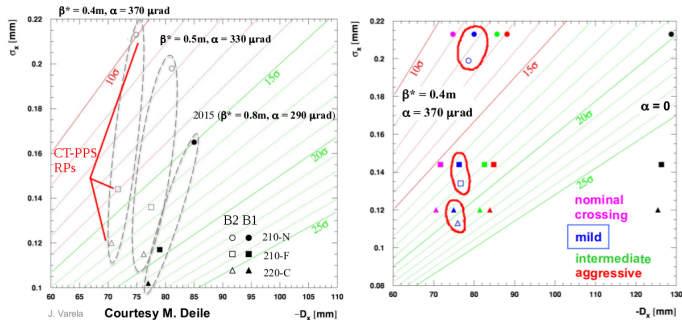 β* = 0.4m, α = 370 μrad
β* = 0.5m, α = 330 μrad
2015 (β* = 0.8m, α = 290 μrad)
σx [mm]
0.22
0.2
0.18
0.16
0.14
0.12
0.1
10σ
15σ
20σ
25σ
CT-PPS
RPs
B2 B1
210-N
210-F
220-C
60 65 70 75 80 85 90 95 100 105 110
J. Varela
Courtesy M. Deile
−Dx [mm]
σx [mm]
0.22
0.2
0.18
0.16
0.14
0.12
0.1
0.08
10σ
15σ
20σ
25σ
β* = 0.4m
α = 370 μrad
α = 0
nominal
crossing
mild
intermediate
aggressive
60 70 80 90 100 110 120 130
-Dx [mm]